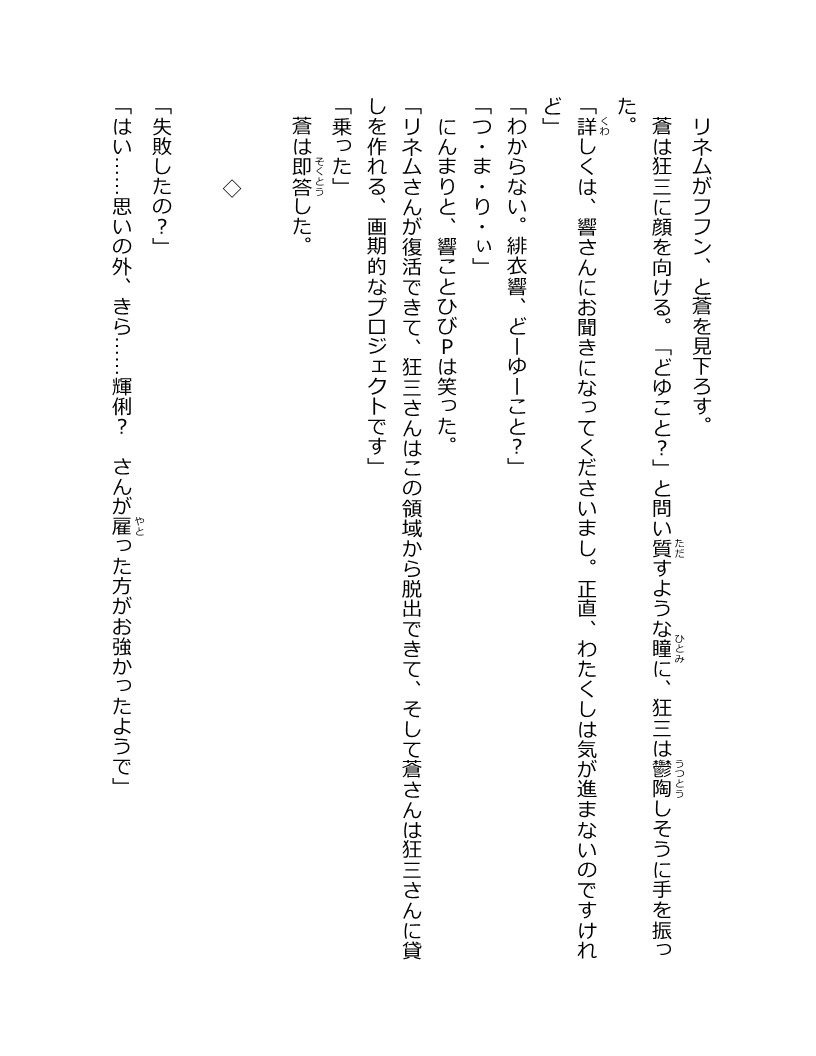 リネムがフフン、と蒼を見下ろす。
蒼は狂三に顔を向ける。「どゆこと？」と問い質すような瞳に、狂三は鬱陶しそうに手を振っ
た。
「詳しくは、響さんにお聞きになってくださいまし。正直、わたくしは気が進まないのですけれ
ど」
「わからない。緋衣響、どーゆーこと？」
「つ・ま・り・ぃ」
にんまりと、響ことひびＰは笑った。
「リネムさんが復活できて、狂三さんはこの領域から脱出できて、そして蒼さんは狂三さんに貸
しを作れる、画期的なプロジェクトです」
「乗った」
蒼は即答した。
◇
「失敗したの？」
「はい……思いの外、きら……輝俐？　さんが雇った方がお強かったようで」